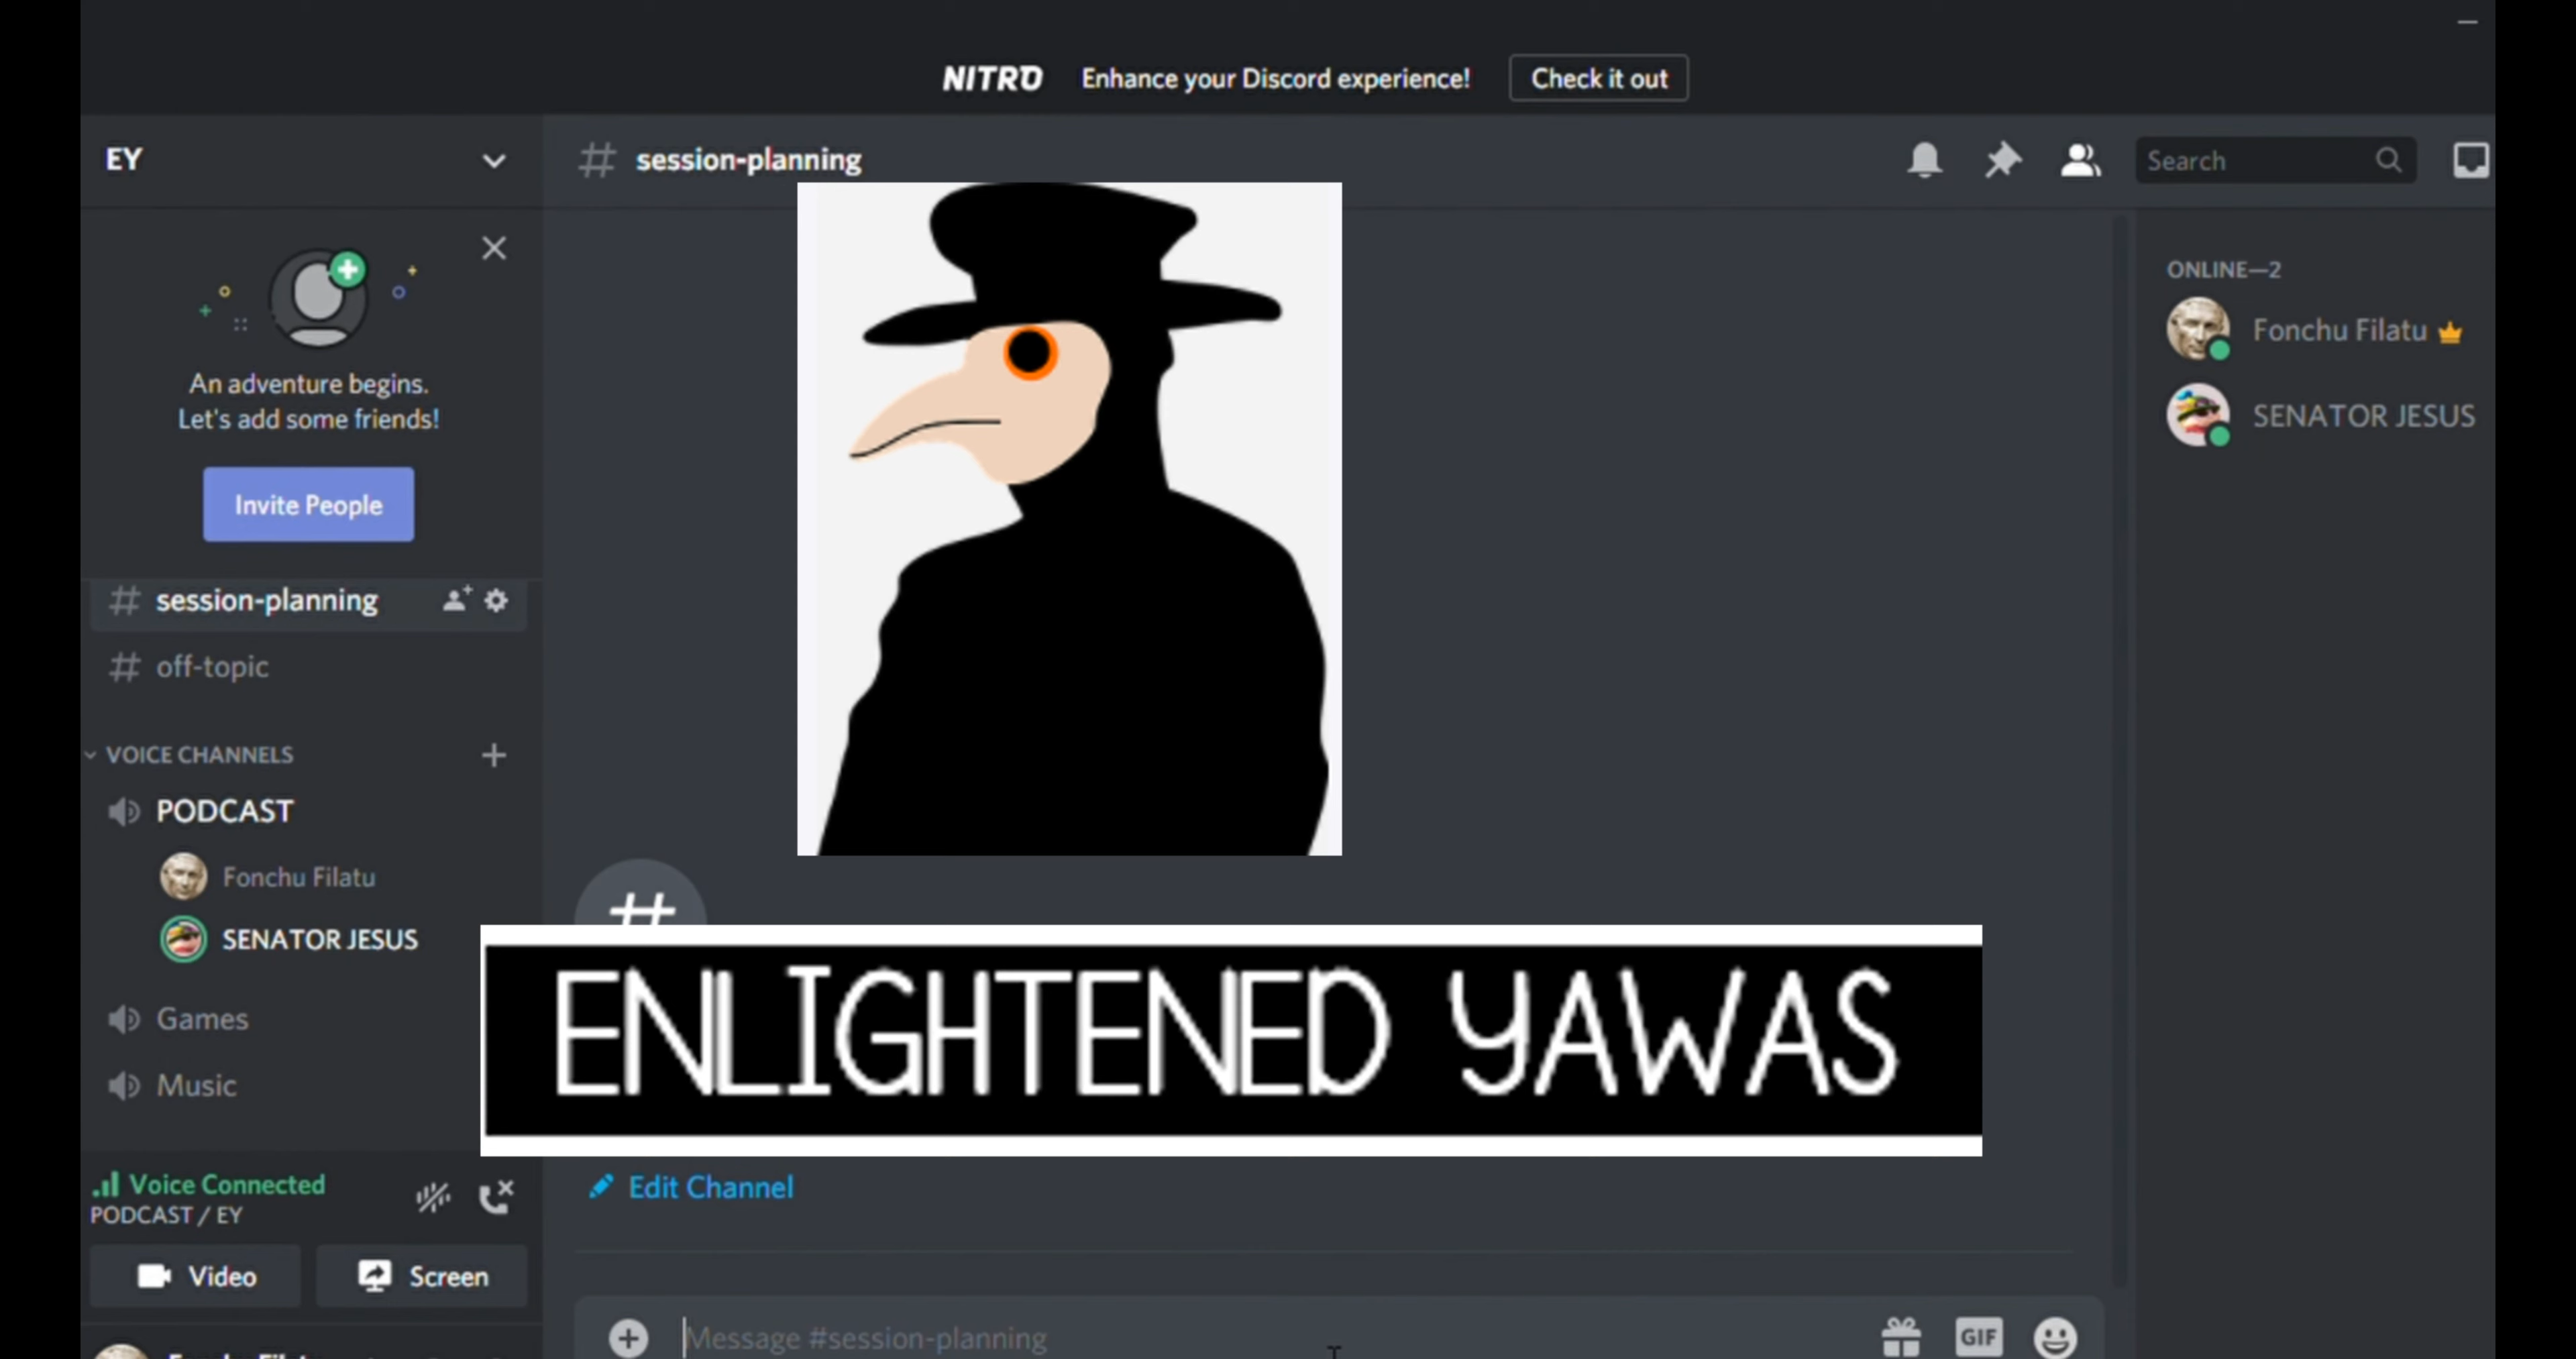 NITRO Enhance your Discord experience! Check it out
EY
# session-planning
Search
An adventure begins.
Let's add some friends!
Invite People
# session-planning
# off-topic
VOICE CHANNELS
PODCAST
Fonchu Filatu
SENATOR JESUS
Games
Music
Voice Connected
PODCAST / EY
Video
Screen
#
ENLIGHTENED YAWAS
Edit Channel
Message #session-planning
GIF
ONLINE—2
Fonchu Filatu
SENATOR JESUS